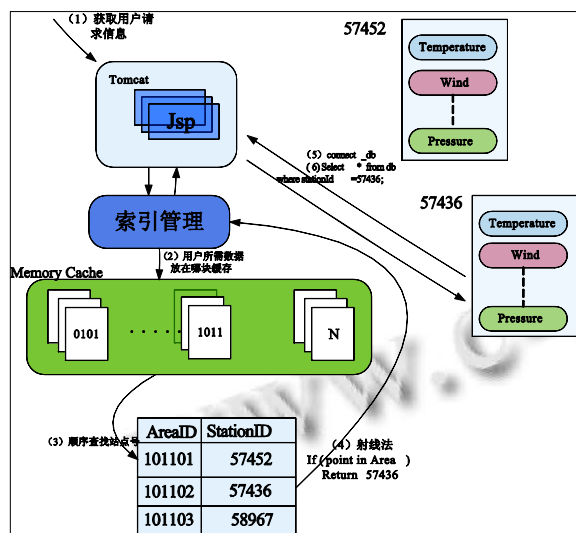 （1）获取用户请
求信息
57452
Temperature
Wind
Pressure
Tomcat
Jsp
（5）connect _db
（6）Select * from db
where stationId =57436;
57436
Temperature
Wind
Pressure
索引管理
（2）用户所需数据
放在哪块缓存
Memory Cache
0101
· · · · · ·
1011
N
（3）顺序查找站点号
AreaID StationID
101101 57452
101102 57436
101103 58967
（4）射线法
If ( point in Area )
Return 57436
www.c